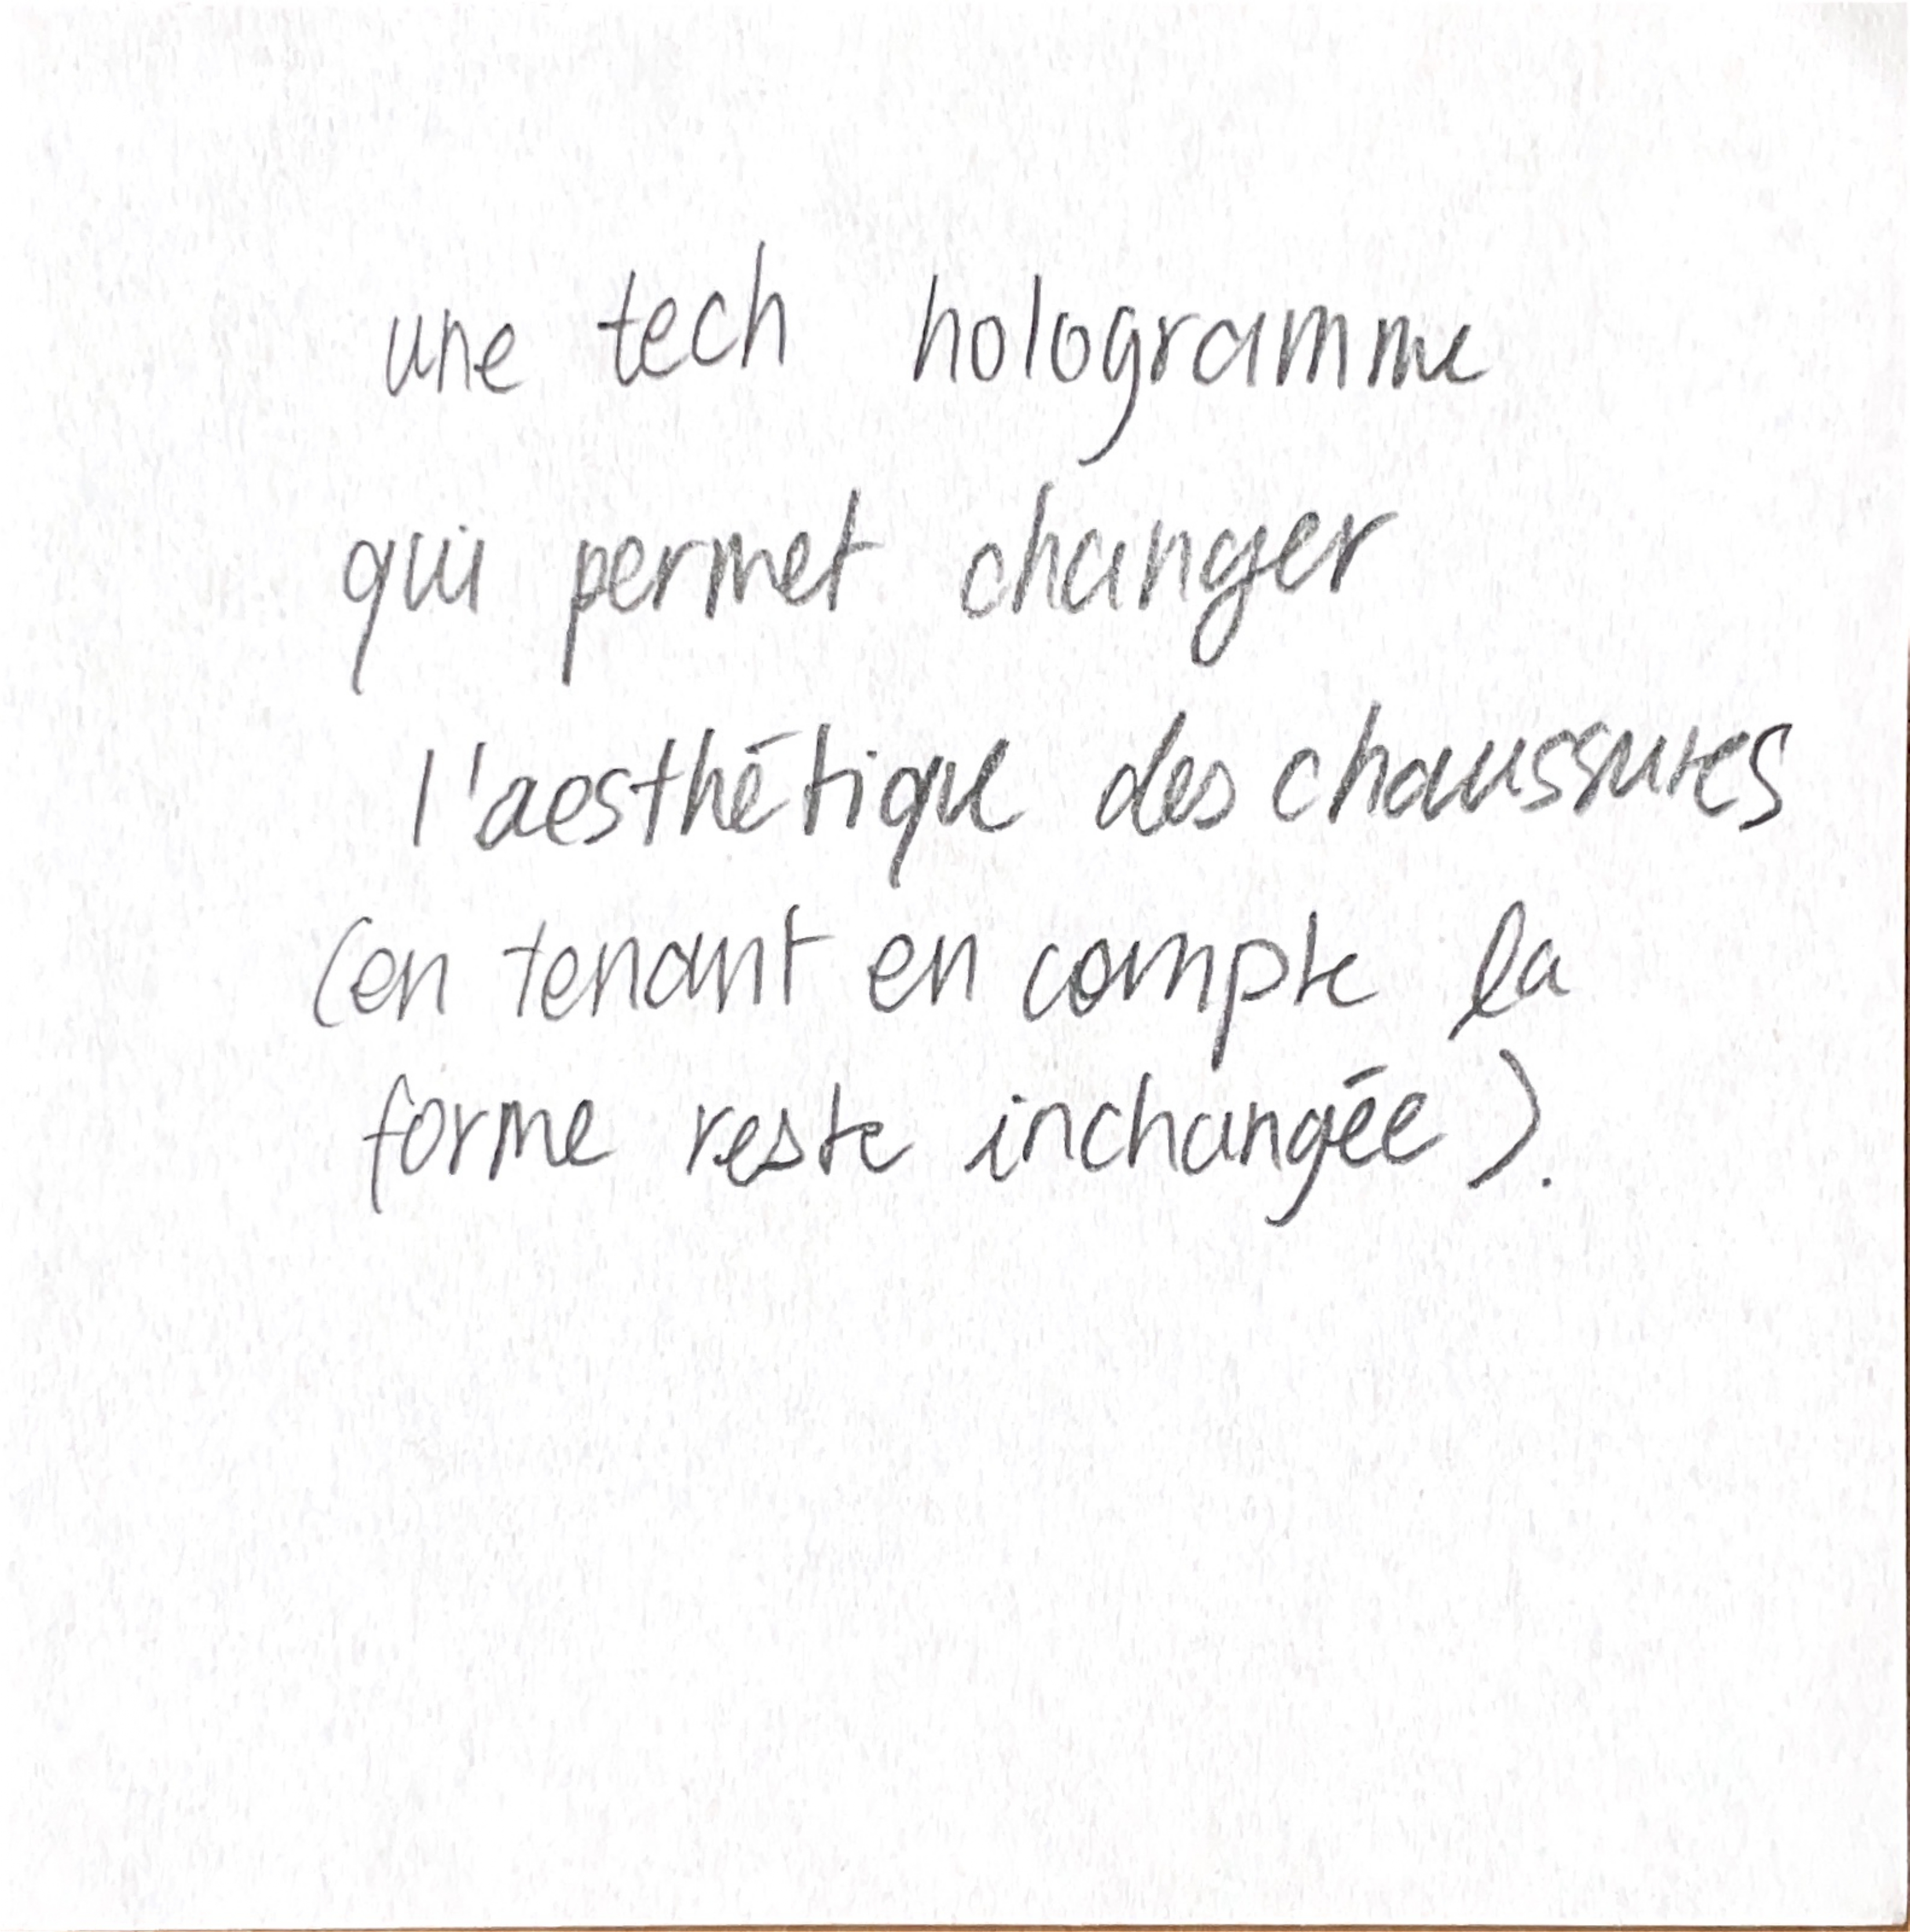 une tech hologramme
qui permet changer
l'aesthétique des chaussures
(en tenant en compte la
forme reste inchangée).